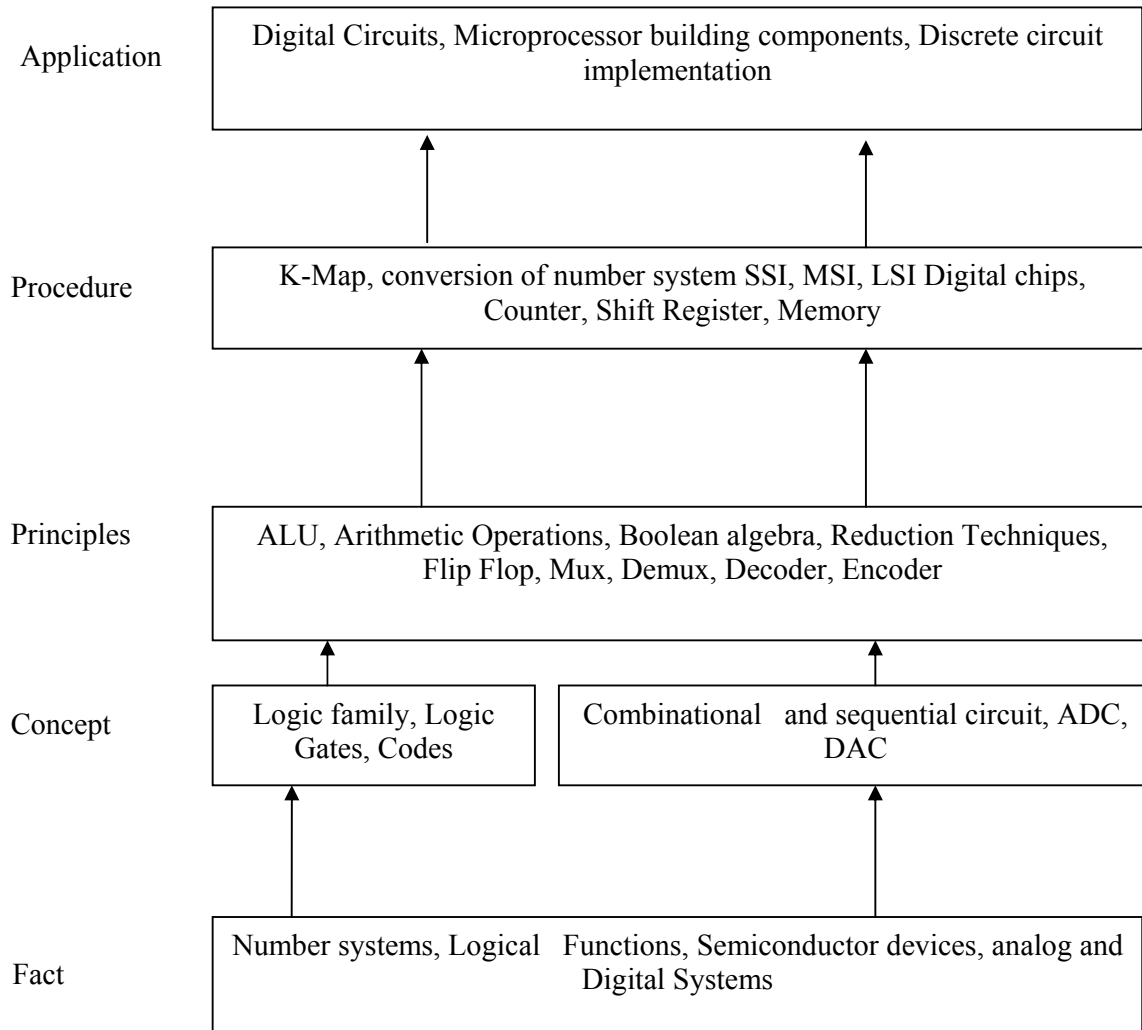 Application
Digital Circuits, Microprocessor building components, Discrete circuit
implementation
Procedure
K-Map, conversion of number system SSI, MSI, LSI Digital chips,
Counter, Shift Register, Memory
Principles
ALU, Arithmetic Operations, Boolean algebra, Reduction Techniques,
Flip Flop, Mux, Demux, Decoder, Encoder
Concept
Logic family, Logic
Gates, Codes
Combinational and sequential circuit, ADC,
DAC
Fact
Number systems, Logical Functions, Semiconductor devices, analog and
Digital Systems